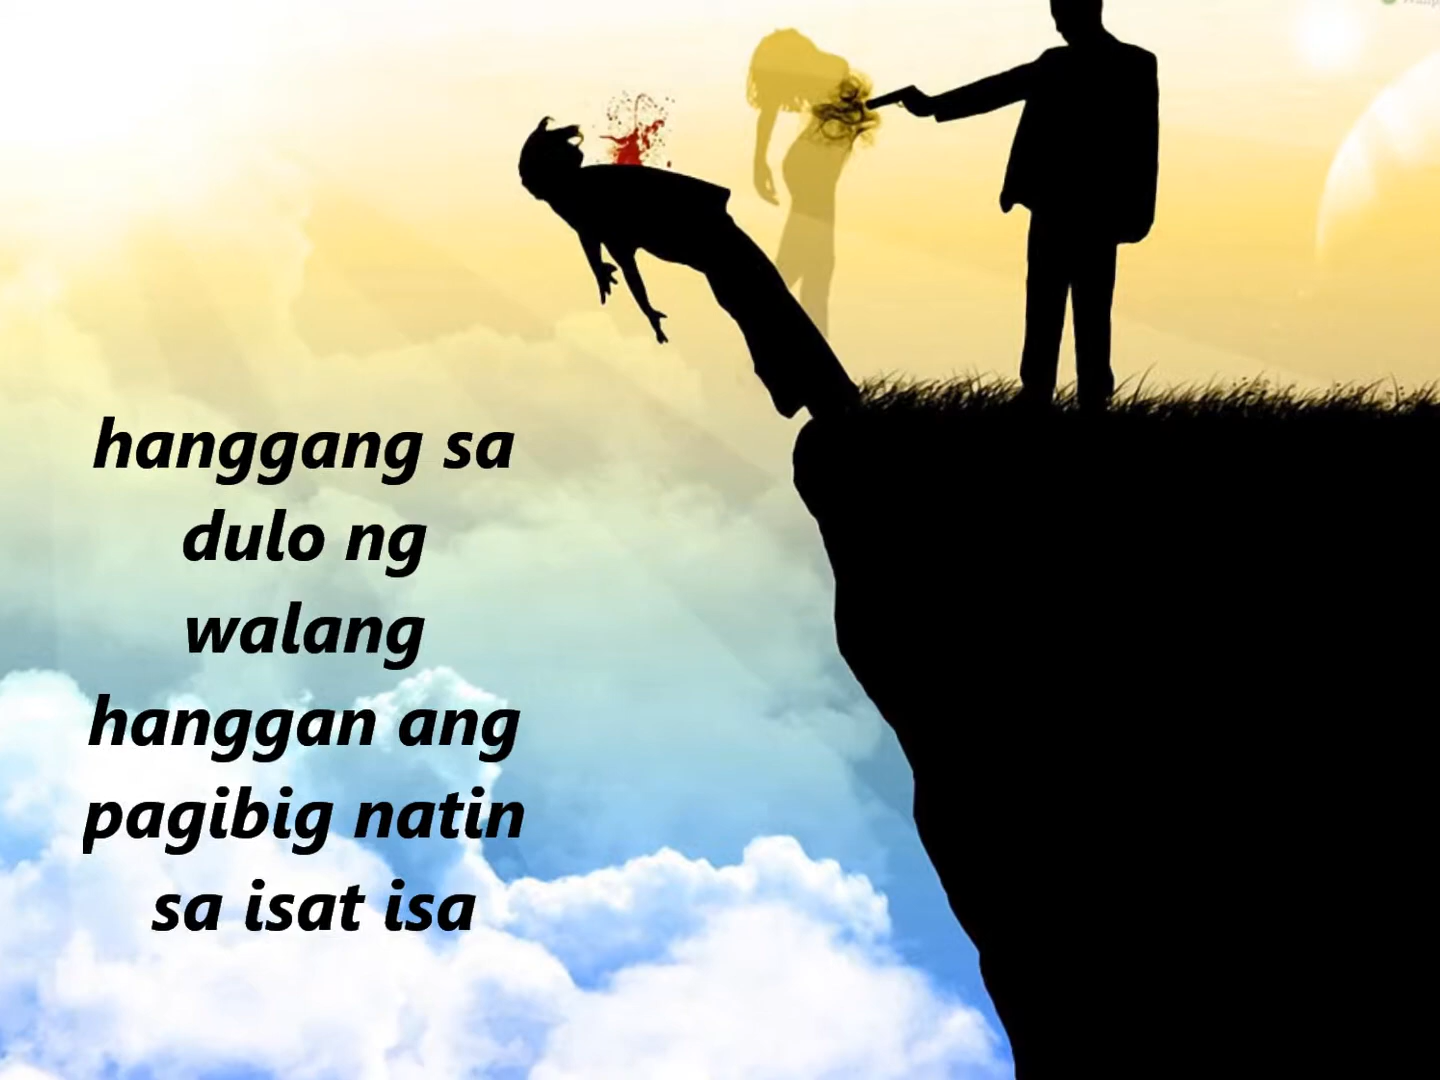 hanggang sa
dulo ng
walang
hanggan ang
pagibig natin
sa isat isa